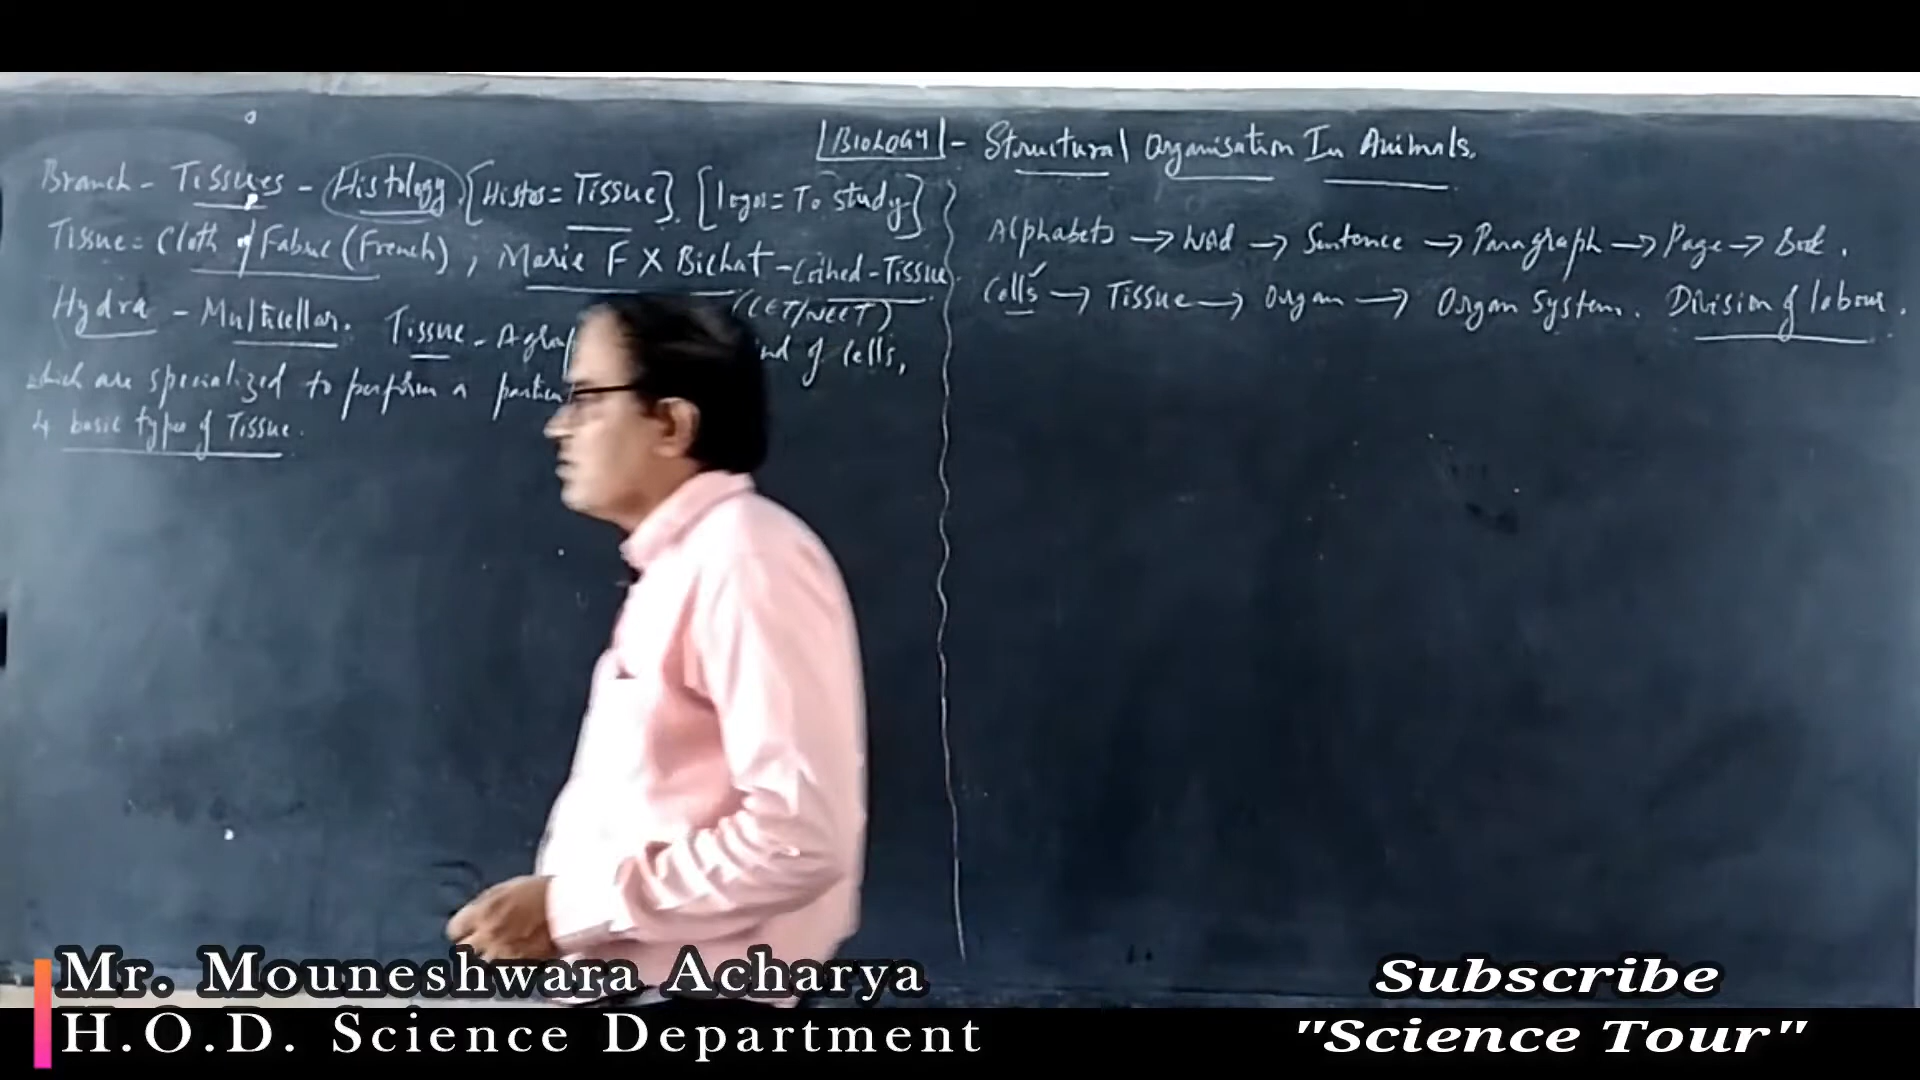 |BIOLOGY| - Structural Organisation In Animals.
Branch - Tissues - Histology [Histos = Tissue]. [logos = To study]
Tissue = Cloth of Fabric (French), Marie F X Bichat - Coined - Tissue
(CET/NEET)
Hydra - Multicellar. Tissue - A ind of cells,
which are specialized to perform a
4 basic types of Tissue.
Alphabets → Word → Sentence → Paragraph → Page → Book.
Cells → Tissue → Organ → Organ System. Division of labour.
Mr. Mouneshwara Acharya
H.O.D. Science Department
Subscribe
"Science Tour"